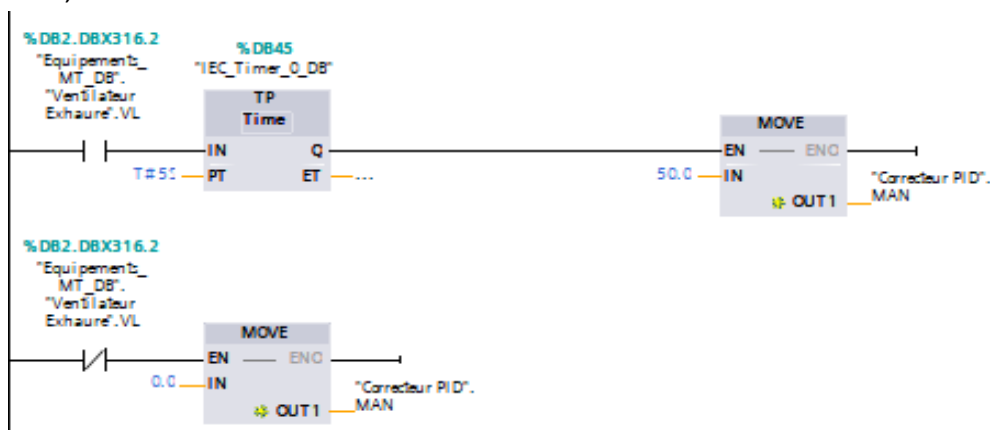 %DB2.DBX316.2
"Equipements_
MT_DB".
"Ventilateur
Exhaure".VL
%DB45
"IEC_Timer_0_DB"
TP
Time
IN Q
T#5S PT ET ...
MOVE
EN ENO
50.0 IN
OUT1
"Correcteur PID".
MAN
%DB2.DBX316.2
"Equipements_
MT_DB".
"Ventilateur
Exhaure".VL
MOVE
EN ENO
0.0 IN
OUT1
"Correcteur PID".
MAN